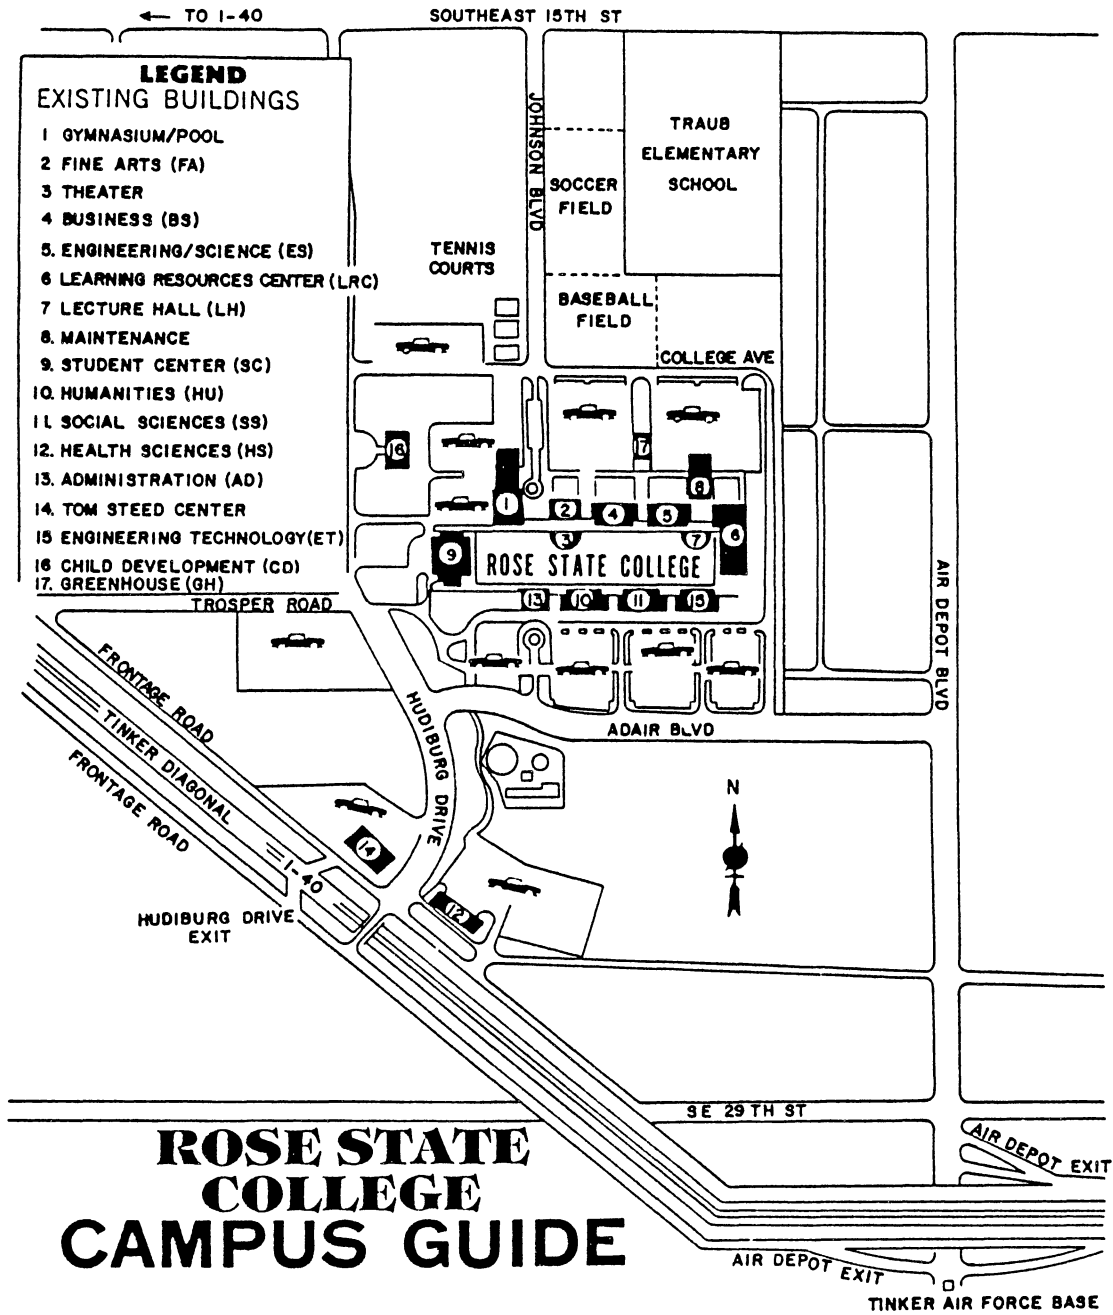 ← TO I-40
SOUTHEAST 15TH ST
LEGEND
EXISTING BUILDINGS
1 GYMNASIUM/POOL
2 FINE ARTS (FA)
3 THEATER
4 BUSINESS (BS)
5. ENGINEERING/SCIENCE (ES)
6 LEARNING RESOURCES CENTER (LRC)
7 LECTURE HALL (LH)
8. MAINTENANCE
9. STUDENT CENTER (SC)
10. HUMANITIES (HU)
11. SOCIAL SCIENCES (SS)
12. HEALTH SCIENCES (HS)
13. ADMINISTRATION (AD)
14. TOM STEED CENTER
15 ENGINEERING TECHNOLOGY(ET)
16 CHILD DEVELOPMENT (CD)
17. GREENHOUSE (GH)
JOHNSON BLVD
TRAUB
ELEMENTARY
SCHOOL
SOCCER
FIELD
TENNIS
COURTS
BASEBALL
FIELD
COLLEGE AVE
16
17
1
8
2
4
5
6
3
7
9
ROSE STATE COLLEGE
13
10
11
15
AIR DEPOT BLVD
TROSPER ROAD
FRONTAGE ROAD
TINKER DIAGONAL
FRONTAGE ROAD
HUDIBURG DRIVE
ADAIR BLVD
N
14
I-40
12
HUDIBURG DRIVE
EXIT
SE 29TH ST
AIR DEPOT EXIT
ROSE STATE
COLLEGE
CAMPUS GUIDE
AIR DEPOT EXIT
TINKER AIR FORCE BASE